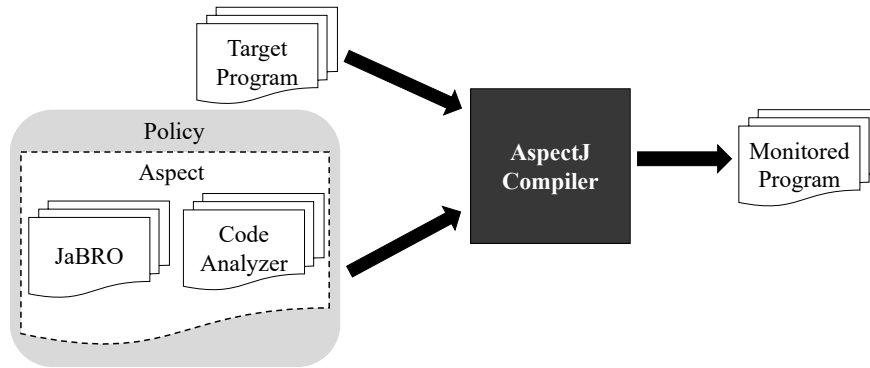 Target
Program
Policy
Aspect
JaBRO
Code
Analyzer
AspectJ
Compiler
Monitored
Program